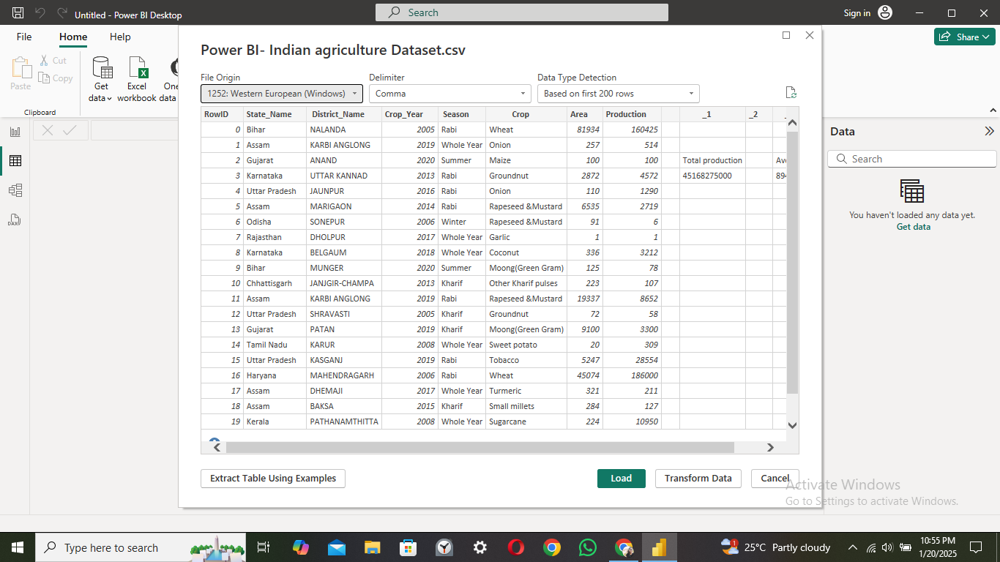 Untitled - Power BI Desktop
Search
Sign in
File
Home
Help
Share
Paste
Cut
Copy
Get data
Excel workbook
One
data
Clipboard
Power BI- Indian agriculture Dataset.csv
File Origin
Delimiter
Data Type Detection
1252: Western European (Windows)
Comma
Based on first 200 rows
RowID State_Name District_Name Crop_Year Season Crop Area Production _1 _2
0 Bihar NALANDA 2005 Rabi Wheat 81934 160425
1 Assam KARBI ANGLONG 2019 Whole Year Onion 257 514
2 Gujarat ANAND 2020 Summer Maize 100 100 Total production
3 Karnataka UTTAR KANNAD 2013 Rabi Groundnut 2872 4572 45168275000
4 Uttar Pradesh JAUNPUR 2016 Rabi Onion 110 1290
5 Assam MARIGAON 2014 Rabi Rapeseed &Mustard 6535 2719
6 Odisha SONEPUR 2006 Winter Rapeseed &Mustard 91 6
7 Rajasthan DHOLPUR 2017 Whole Year Garlic 1 1
8 Karnataka BELGAUM 2018 Whole Year Coconut 336 3212
9 Bihar MUNGER 2020 Summer Moong(Green Gram) 125 78
10 Chhattisgarh JANJGIR-CHAMPA 2013 Kharif Other Kharif pulses 223 107
11 Assam KARBI ANGLONG 2019 Rabi Rapeseed &Mustard 19337 8652
12 Uttar Pradesh SHRAVASTI 2005 Kharif Groundnut 72 58
13 Gujarat PATAN 2019 Kharif Moong(Green Gram) 9100 3300
14 Tamil Nadu KARUR 2008 Whole Year Sweet potato 20 309
15 Uttar Pradesh KASGANJ 2019 Rabi Tobacco 5247 28554
16 Haryana MAHENDRAGARH 2006 Rabi Wheat 45074 186000
17 Assam DHEMAJI 2017 Whole Year Turmeric 321 211
18 Assam BAKSA 2015 Kharif Small millets 284 127
19 Kerala PATHANAMTHITTA 2008 Whole Year Sugarcane 224 10950
Extract Table Using Examples
Load
Transform Data
Cancel
Data
Search
You haven't loaded any data yet.
Get data
DAX
Activate Windows
Go to Settings to activate Windows.
Type here to search
25°C Partly cloudy
10:55 PM
1/20/2025